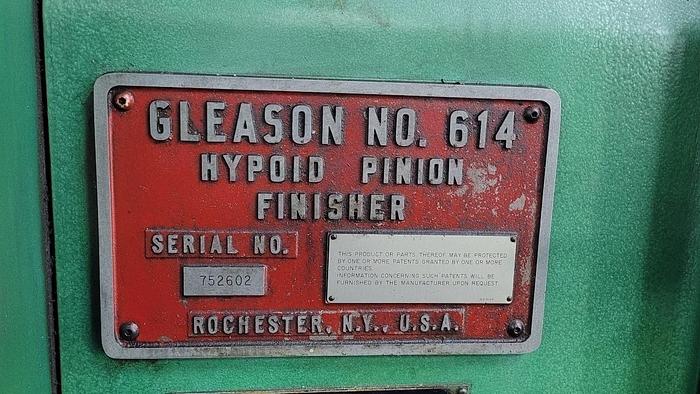 GLEASON NO. 614
HYPOID PINION
FINISHER
SERIAL NO.
752602
THIS PRODUCT OR PARTS THEREOF MAY BE PROTECTED
BY ONE OR MORE PATENTS GRANTED BY ONE OR MORE
COUNTRIES.
INFORMATION CONCERNING SUCH PATENTS WILL BE
FURNISHED BY THE MANUFACTURER UPON REQUEST.
ROCHESTER, N.Y., U.S.A.